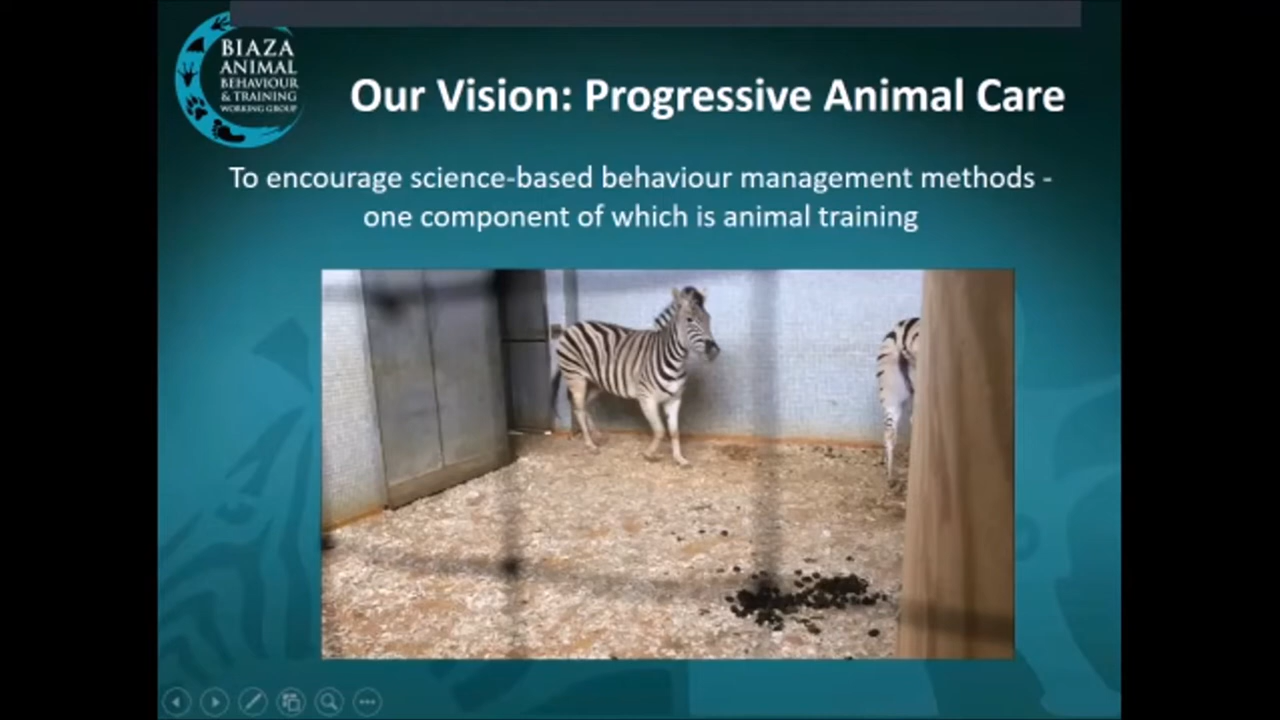 BIAZA
ANIMAL
BEHAVIOUR
& TRAINING
WORKING GROUP
Our Vision: Progressive Animal Care
To encourage science-based behaviour management methods -
one component of which is animal training